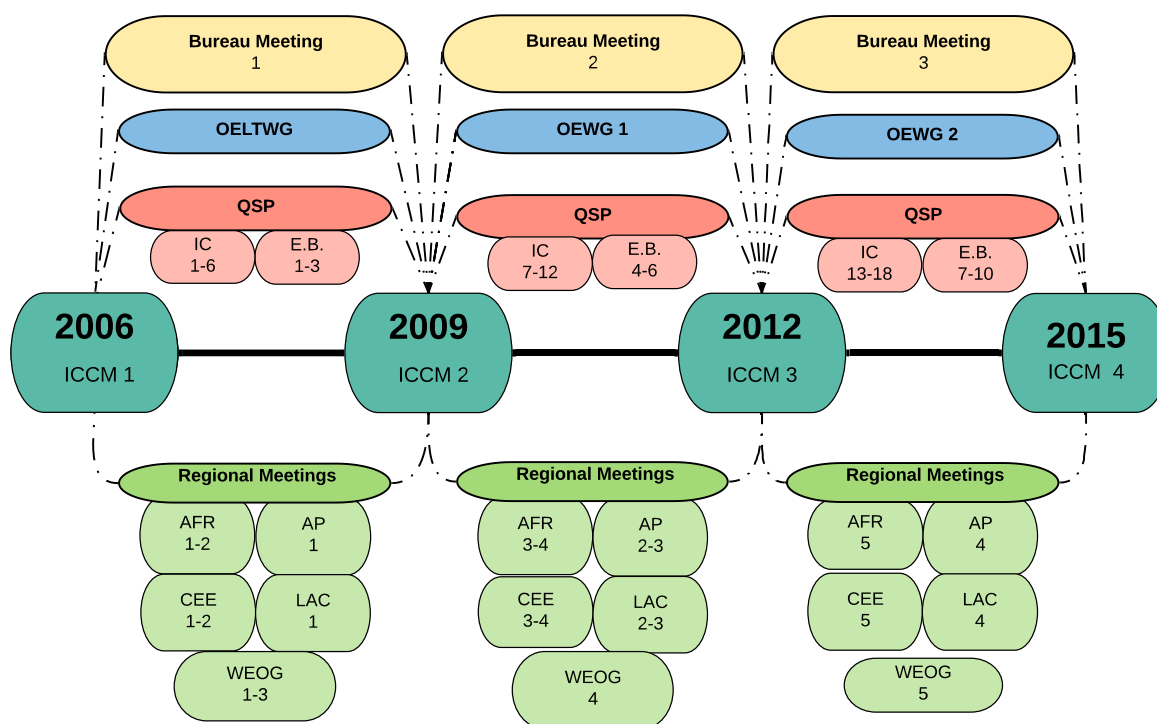 Bureau Meeting
1
Bureau Meeting
2
Bureau Meeting
3
OELTWG
OEWG 1
OEWG 2
QSP
IC
1-6
E.B.
1-3
QSP
IC
7-12
E.B.
4-6
QSP
IC
13-18
E.B.
7-10
2006
ICCM 1
2009
ICCM 2
2012
ICCM 3
2015
ICCM 4
Regional Meetings
AFR
1-2
AP
1
CEE
1-2
LAC
1
WEOG
1-3
Regional Meetings
AFR
3-4
AP
2-3
CEE
3-4
LAC
2-3
WEOG
4
Regional Meetings
AFR
5
AP
4
CEE
5
LAC
4
WEOG
5